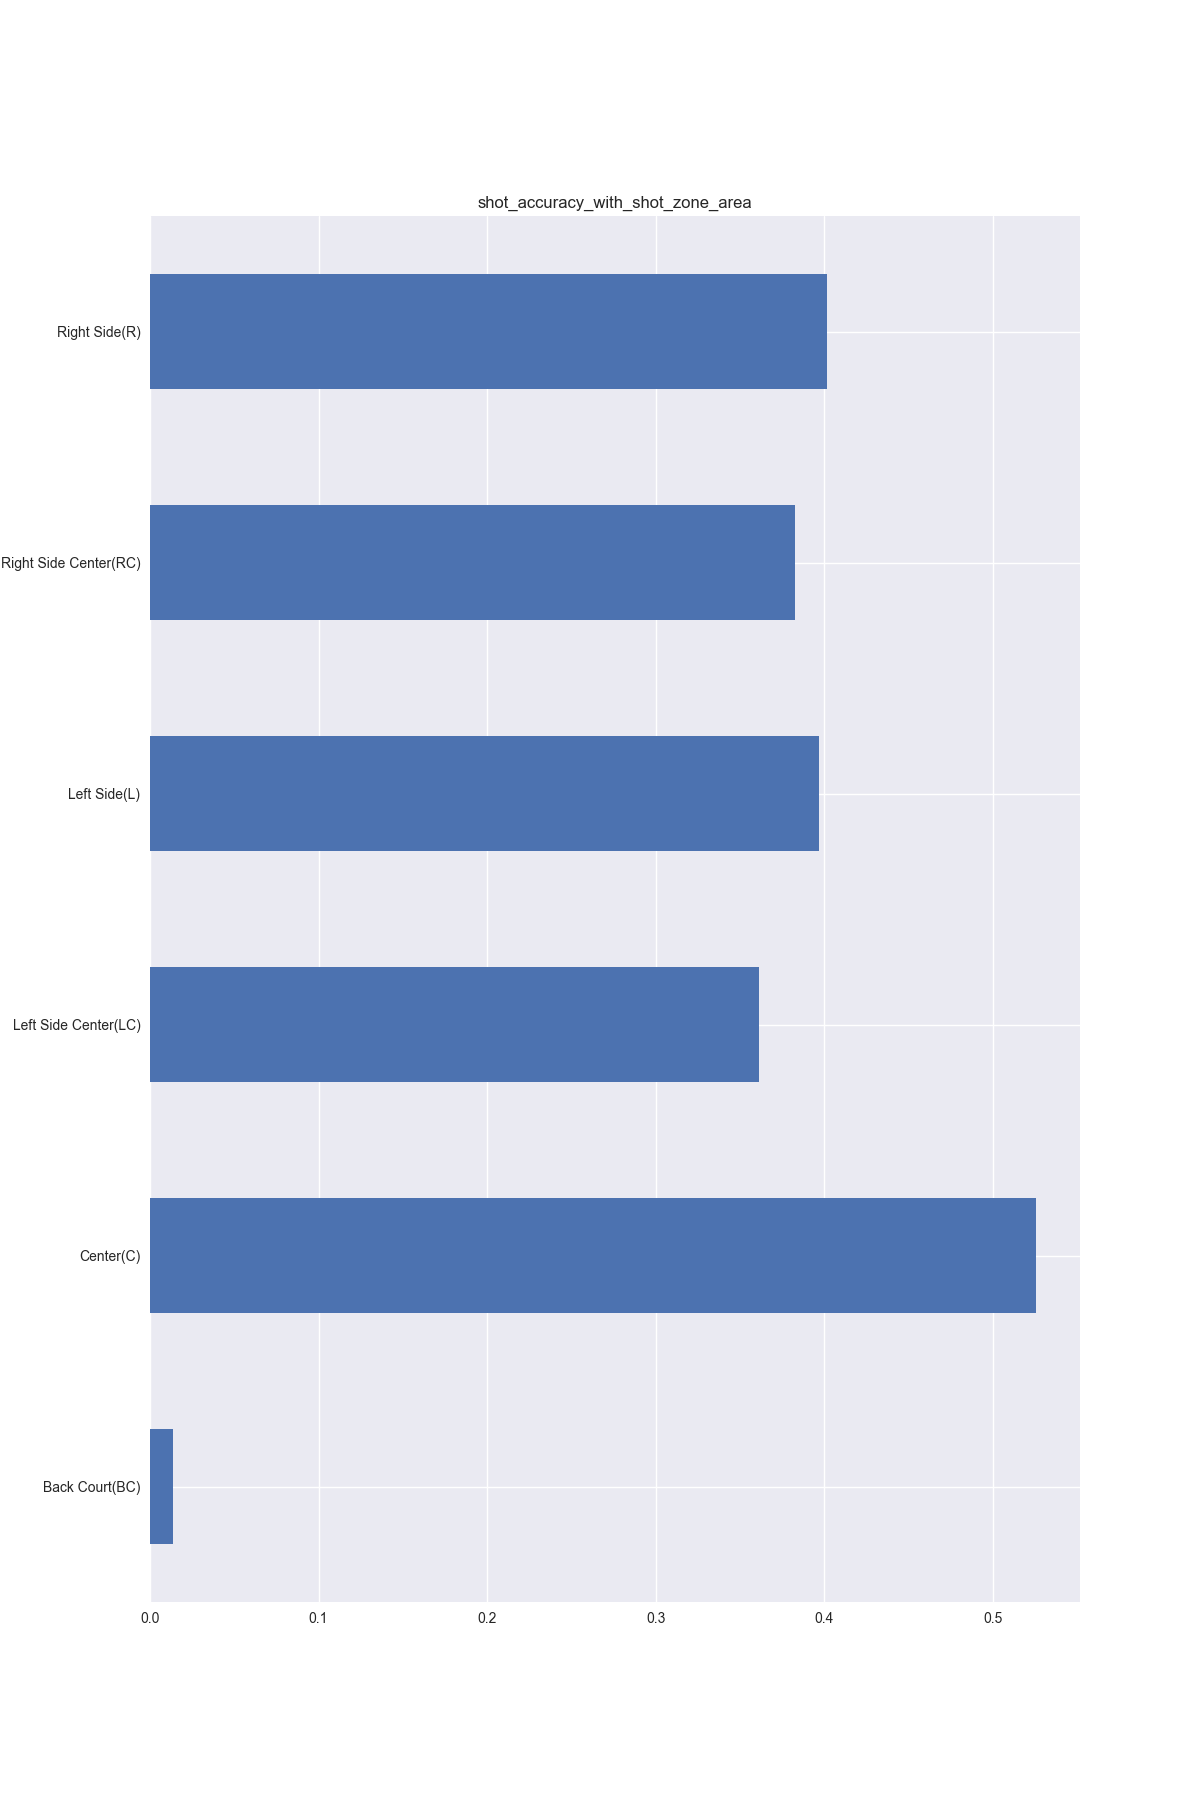 shot_accuracy_with_shot_zone_area
Right Side(R)
Right Side Center(RC)
Left Side(L)
Left Side Center(LC)
Center(C)
Back Court(BC)
0.0 0.1 0.2 0.3 0.4 0.5